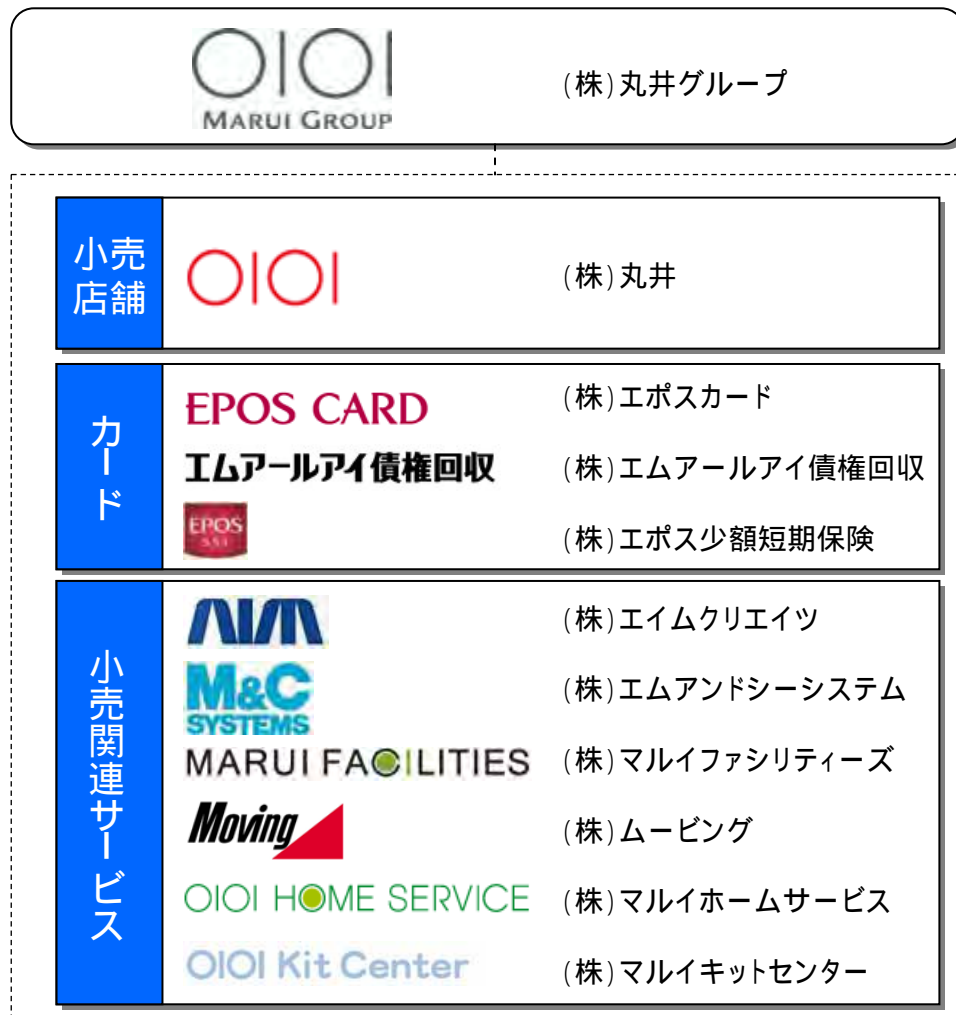 OIOI
MARUI GROUP
(株)丸井グループ
小売
店舗
OIOI
(株)丸井
カード
EPOS CARD
(株)エポスカード
エムアールアイ債権回収
(株)エムアールアイ債権回収
EPOS
S.S.I
(株)エポス少額短期保険
小売関連サービス
AIM
(株)エイムクリエイツ
M&C
SYSTEMS
(株)エムアンドシーシステム
MARUI FACILITIES
(株)マルイファシリティーズ
Moving
(株)ムービング
OIOI HOME SERVICE
(株)マルイホームサービス
OIOI Kit Center
(株)マルイキットセンター